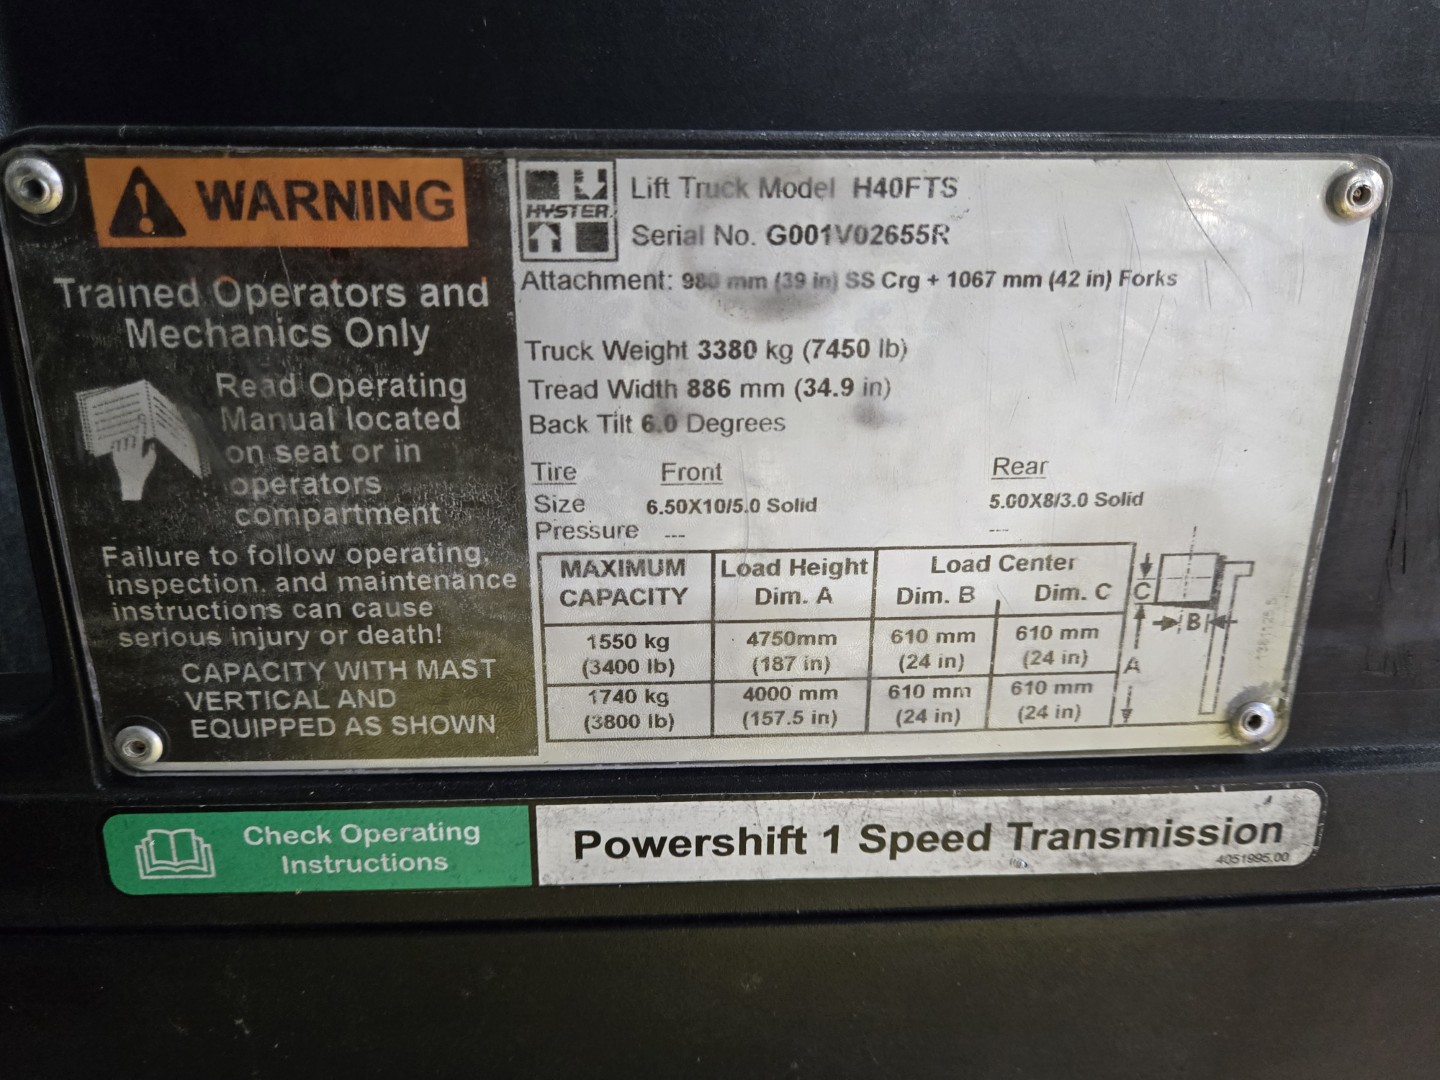 WARNING
Trained Operators and
Mechanics Only
Read Operating
Manual located
on seat or in
operators
compartment
Failure to follow operating,
inspection, and maintenance
instructions can cause
serious injury or death!
CAPACITY WITH MAST
VERTICAL AND
EQUIPPED AS SHOWN
HYSTER
Lift Truck Model H40FTS
Serial No. G001V02655R
Attachment: 980 mm (39 in) SS Crg + 1067 mm (42 in) Forks
Truck Weight 3380 kg (7450 lb)
Tread Width 886 mm (34.9 in)
Back Tilt 6.0 Degrees
Tire Front Rear
Size 6.50X10/5.0 Solid 5.00X8/3.0 Solid
Pressure --- ---
MAXIMUM Load Height Load Center
CAPACITY Dim. A Dim. B Dim. C
1550 kg 4750mm 610 mm 610 mm
(3400 lb) (187 in) (24 in) (24 in)
1740 kg 4000 mm 610 mm 610 mm
(3800 lb) (157.5 in) (24 in) (24 in)
C
B
A
Check Operating
Instructions
Powershift 1 Speed Transmission
4051995.00